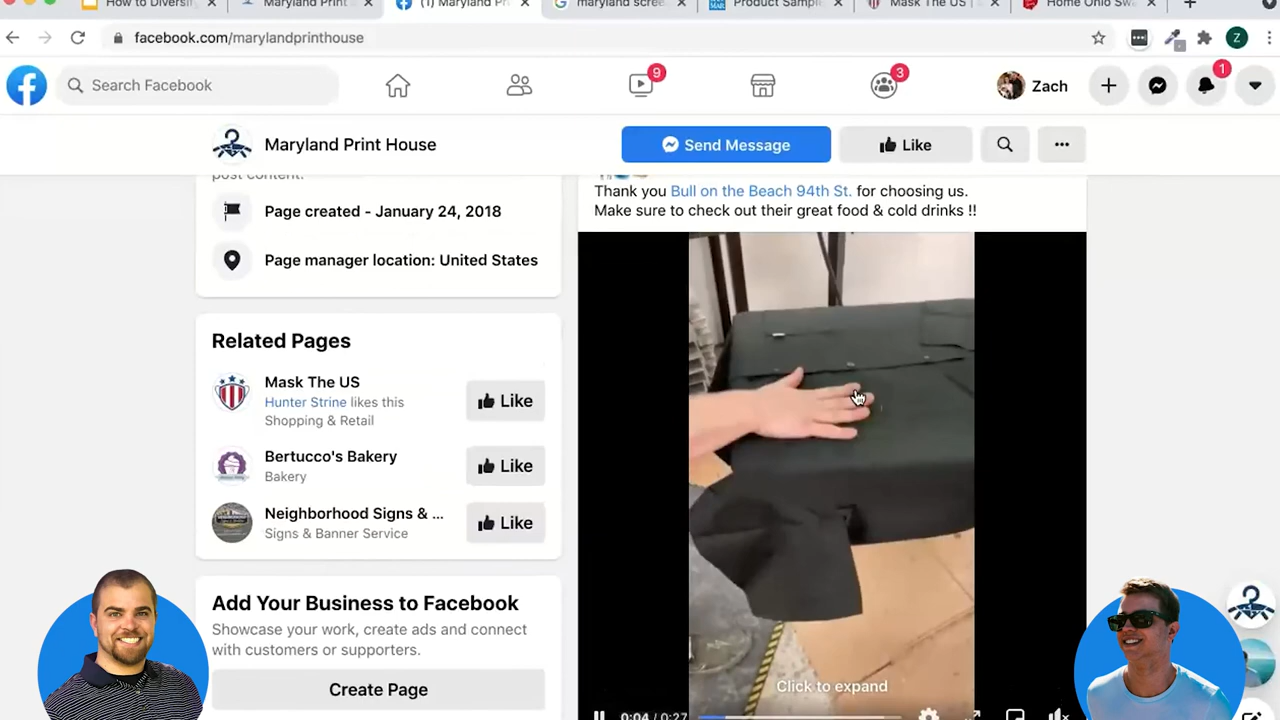 How to Diversif
Maryland Print
(1) Maryland Pr
maryland scree
Product Sampl
Mask The US |
Home Ohio Swa
facebook.com/marylandprinthouse
Z
Search Facebook
9
3
Zach
1
Maryland Print House
Send Message
Like
post content.
Page created - January 24, 2018
Page manager location: United States
Related Pages
Mask The US
Hunter Strine likes this
Shopping & Retail
Like
Bertucco's Bakery
Bakery
Like
Neighborhood Signs & ...
Signs & Banner Service
Like
Add Your Business to Facebook
Showcase your work, create ads and connect
with customers or supporters.
Create Page
Thank you Bull on the Beach 94th St. for choosing us.
Make sure to check out their great food & cold drinks !!
Click to expand
0:04 / 0:27